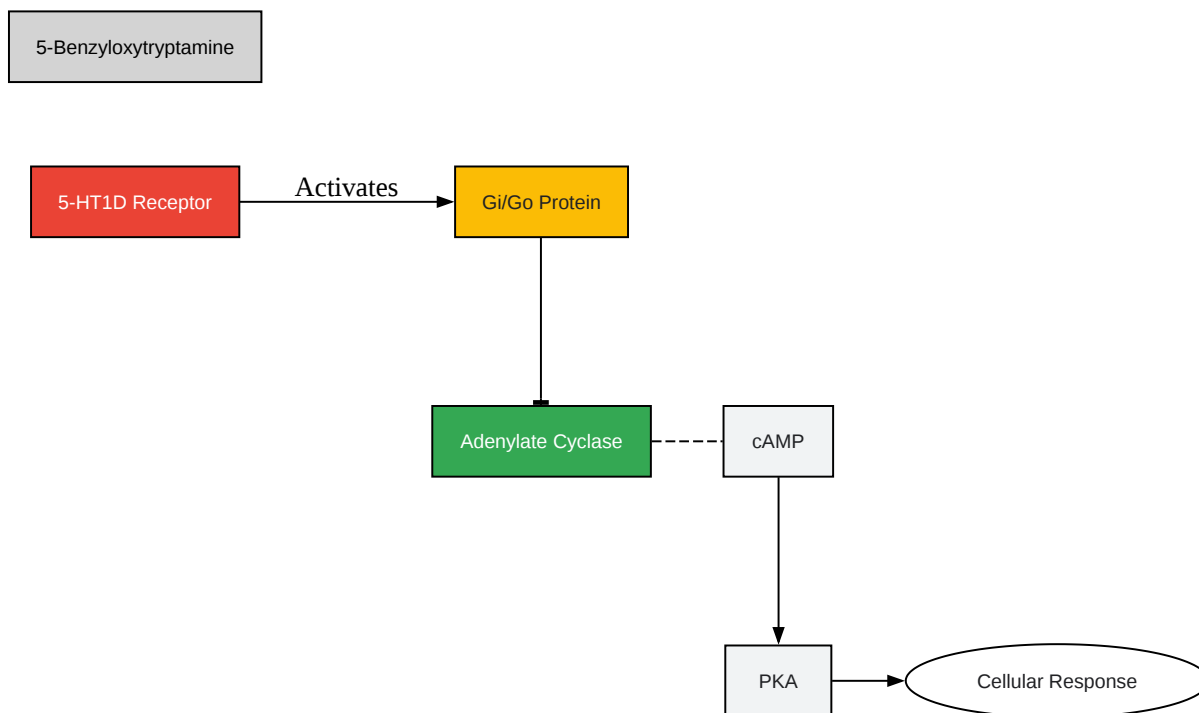 5-Benzyloxytryptamine
5-HT1D Receptor
Activates
Gi/Go Protein
Adenylate Cyclase
cAMP
PKA
Cellular Response